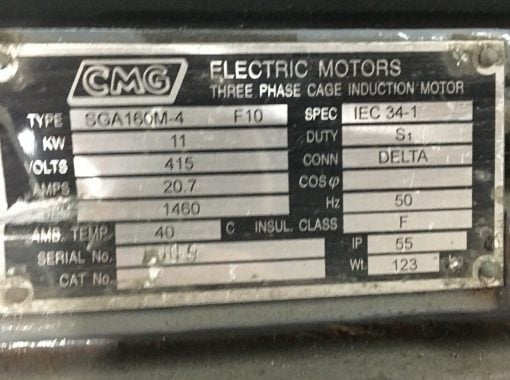 CMG ELECTRIC MOTORS
THREE PHASE CAGE INDUCTION MOTOR
TYPE SGA160M-4 F10 SPEC IEC 34-1
KW 11 DUTY S1
VOLTS 415 CONN DELTA
AMPS 20.7 COSφ
1460 Hz 50
AMB. TEMP. 40 C INSUL. CLASS F
SERIAL No. IP 55
CAT No. Wt. 123